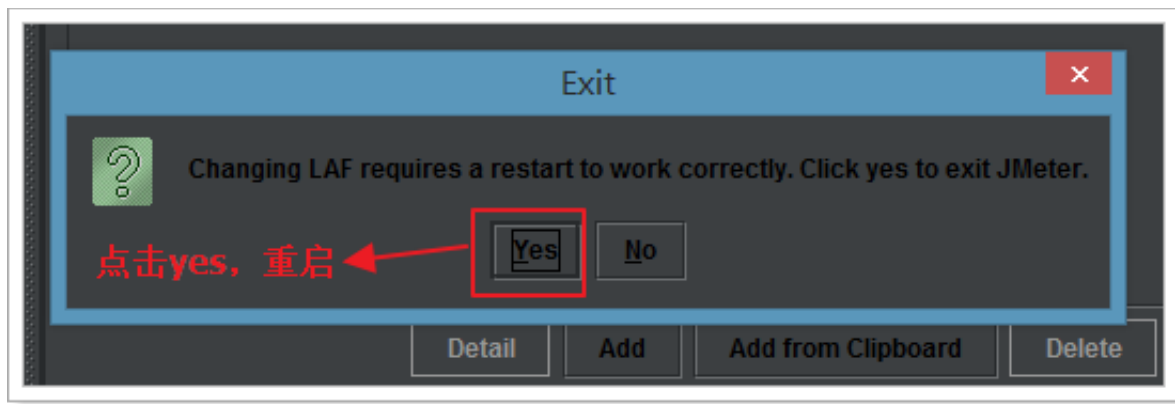 Exit
Changing LAF requires a restart to work correctly. Click yes to exit JMeter.
Yes No
点击yes，重启
Detail Add Add from Clipboard Delete